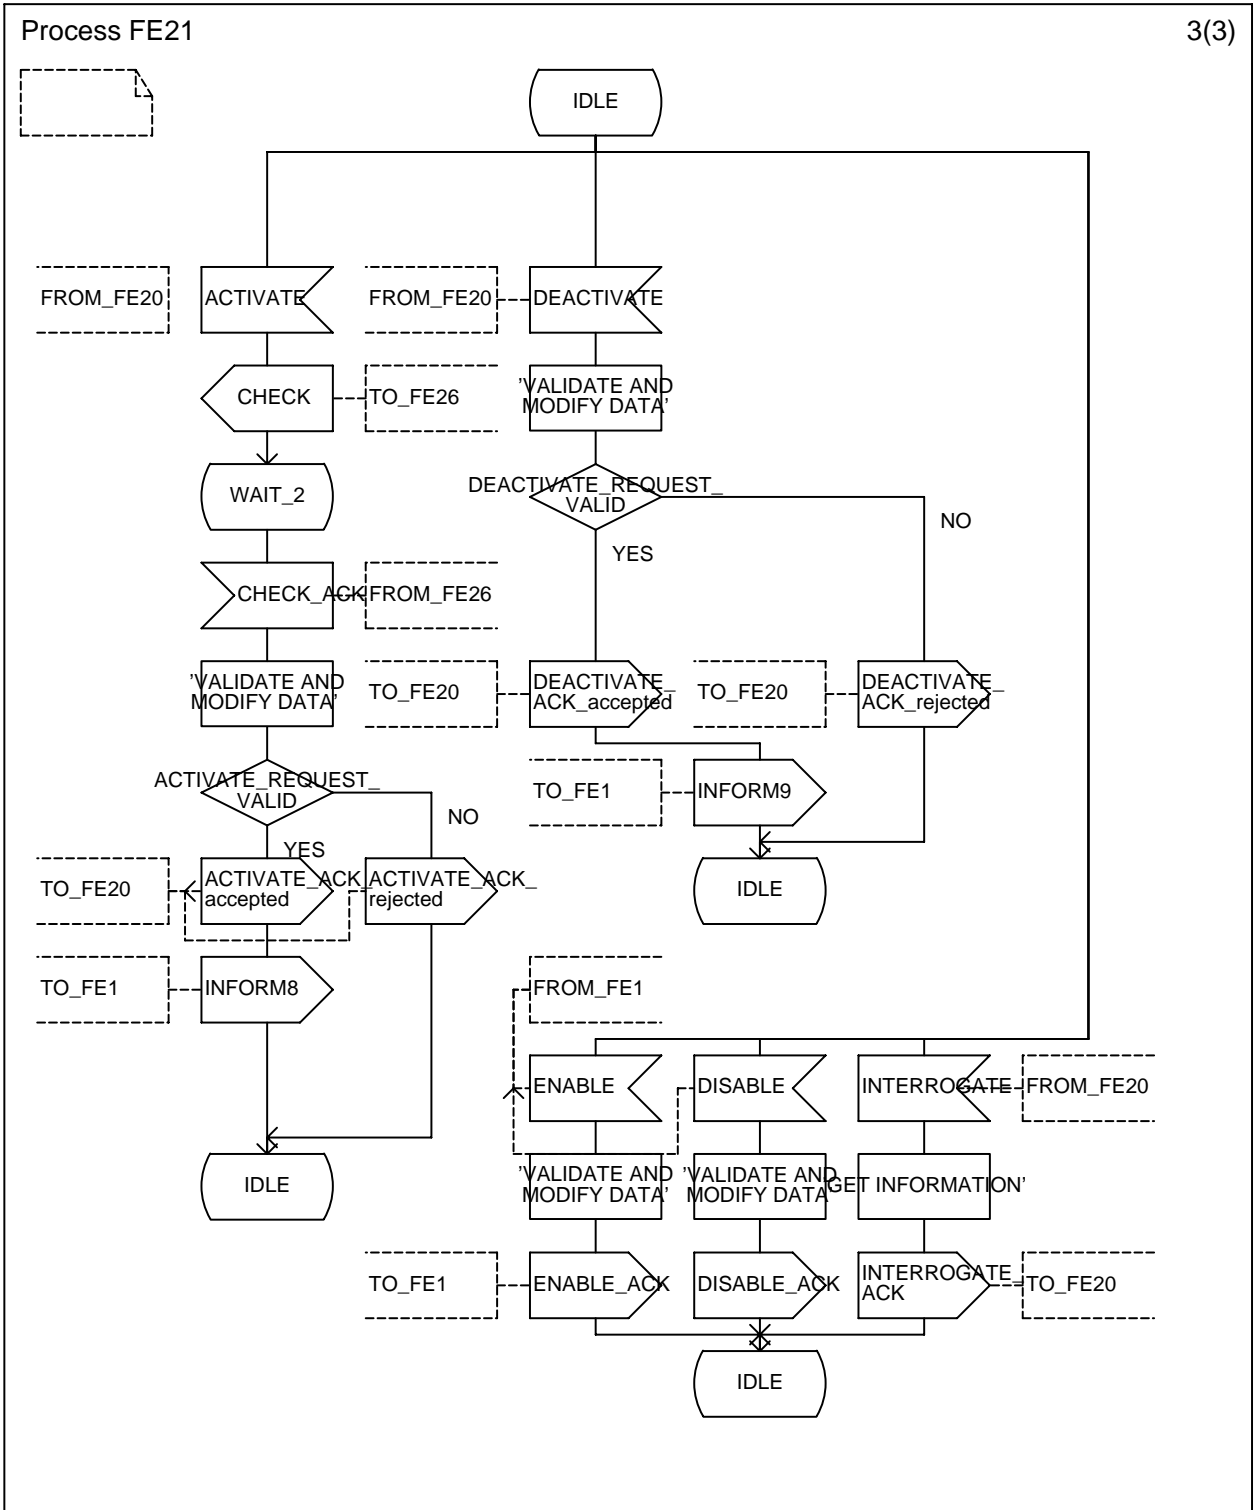 Process FE21
3(3)
IDLE
FROM_FE20
ACTIVATE
FROM_FE20
DEACTIVATE
CHECK
TO_FE26
'VALIDATE AND
MODIFY DATA'
WAIT_2
DEACTIVATE_REQUEST_
VALID
NO
YES
CHECK_ACK
FROM_FE26
'VALIDATE AND
MODIFY DATA'
TO_FE20
DEACTIVATE_
ACK_accepted
TO_FE20
DEACTIVATE_
ACK_rejected
ACTIVATE_REQUEST_
VALID
NO
YES
TO_FE1
INFORM9
TO_FE20
ACTIVATE_ACK_
accepted
ACTIVATE_ACK_
rejected
IDLE
TO_FE1
INFORM8
FROM_FE1
ENABLE
DISABLE
INTERROGATE
FROM_FE20
IDLE
'VALIDATE AND
MODIFY DATA'
'VALIDATE AND
MODIFY DATA'
'GET INFORMATION'
TO_FE1
ENABLE_ACK
DISABLE_ACK
INTERROGATE_
ACK
TO_FE20
IDLE